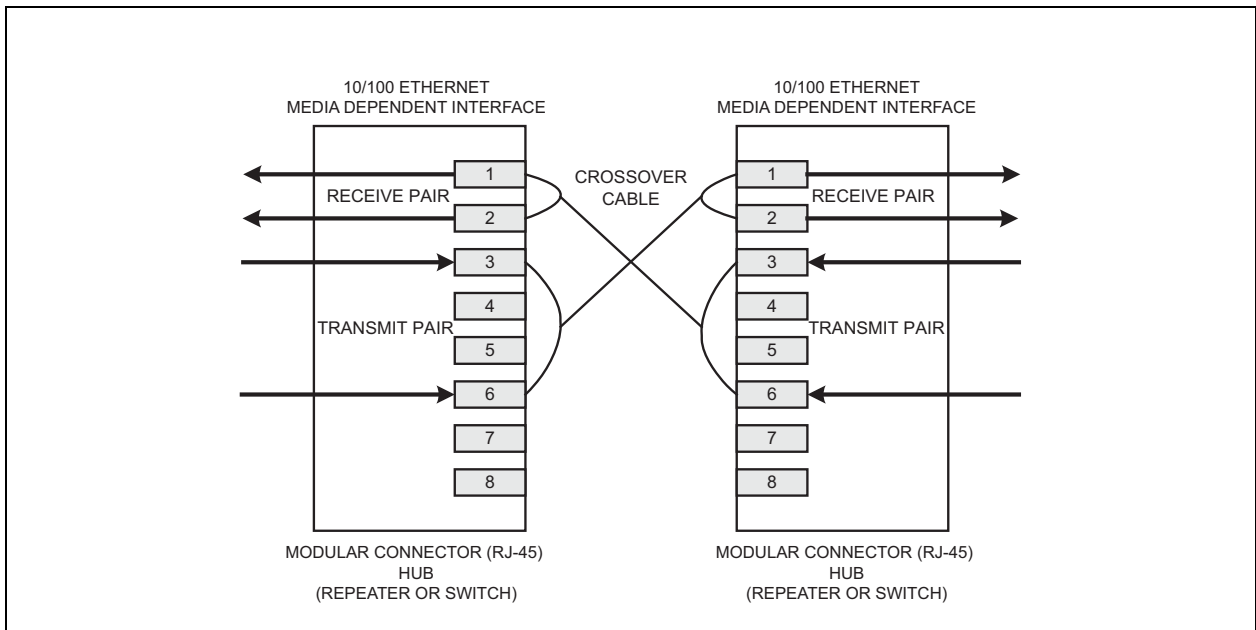 10/100 ETHERNET
MEDIA DEPENDENT INTERFACE
10/100 ETHERNET
MEDIA DEPENDENT INTERFACE
1
RECEIVE PAIR
2
3
4
TRANSMIT PAIR
5
6
7
8
CROSSOVER
CABLE
1
RECEIVE PAIR
2
3
4
TRANSMIT PAIR
5
6
7
8
MODULAR CONNECTOR (RJ-45)
HUB
(REPEATER OR SWITCH)
MODULAR CONNECTOR (RJ-45)
HUB
(REPEATER OR SWITCH)